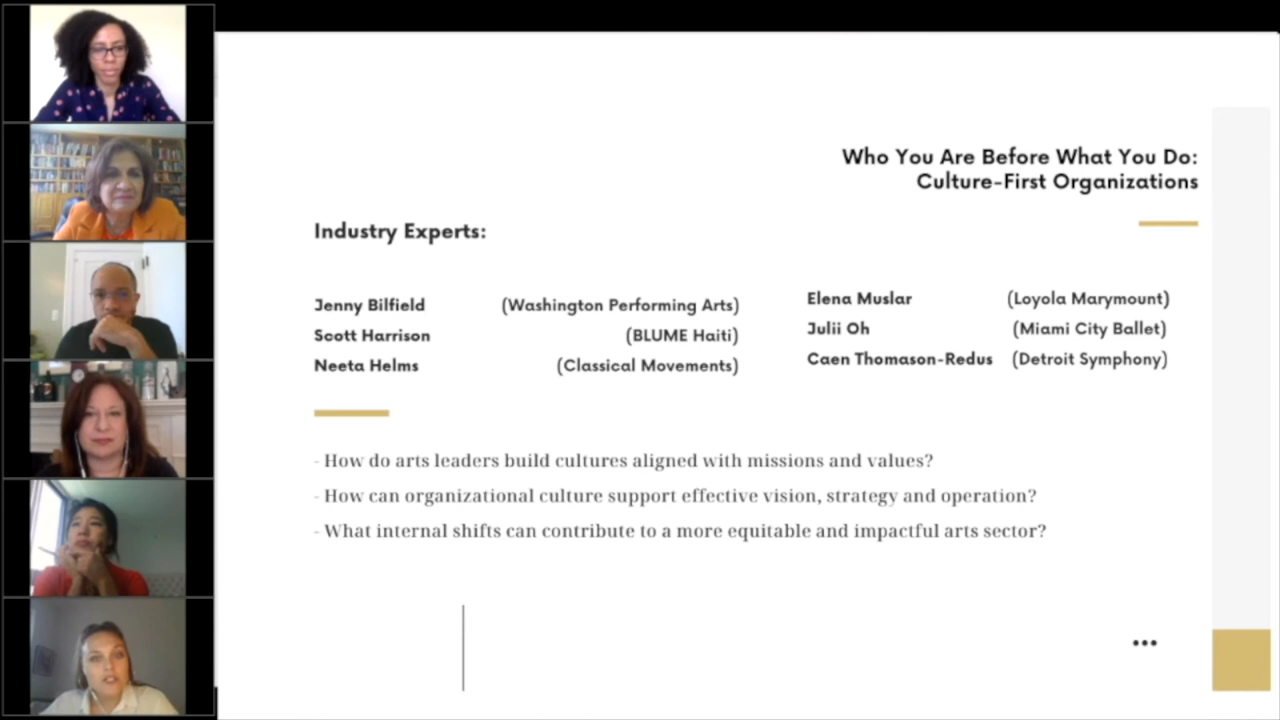 Who You Are Before What You Do:
Culture-First Organizations
Industry Experts:
Jenny Bilfield (Washington Performing Arts)
Scott Harrison (BLUME Haiti)
Neeta Helms (Classical Movements)
Elena Muslar (Loyola Marymount)
Julii Oh (Miami City Ballet)
Caen Thomason-Redus (Detroit Symphony)
- How do arts leaders build cultures aligned with missions and values?
- How can organizational culture support effective vision, strategy and operation?
- What internal shifts can contribute to a more equitable and impactful arts sector?